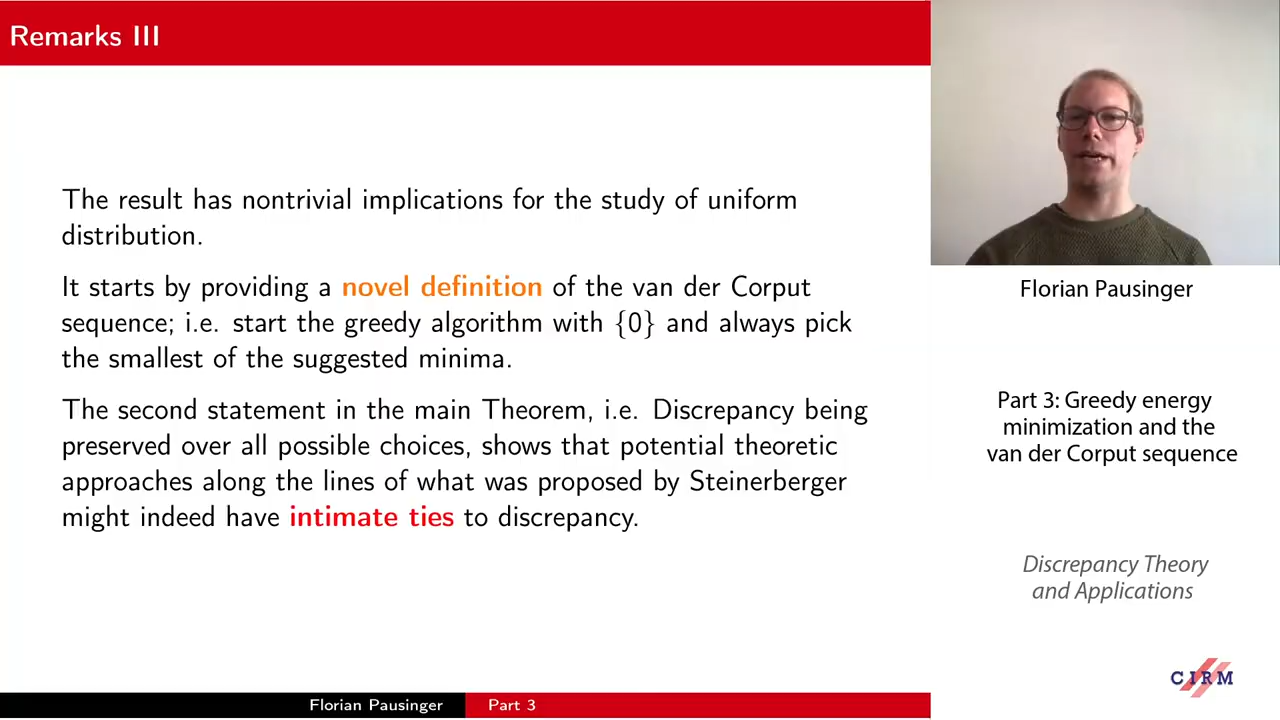 Remarks III
The result has nontrivial implications for the study of uniform
distribution.
It starts by providing a novel definition of the van der Corput
sequence; i.e. start the greedy algorithm with {0} and always pick
the smallest of the suggested minima.
The second statement in the main Theorem, i.e. Discrepancy being
preserved over all possible choices, shows that potential theoretic
approaches along the lines of what was proposed by Steinerberger
might indeed have intimate ties to discrepancy.
Florian Pausinger
Part 3
Florian Pausinger
Part 3: Greedy energy
minimization and the
van der Corput sequence
Discrepancy Theory
and Applications
CIRM